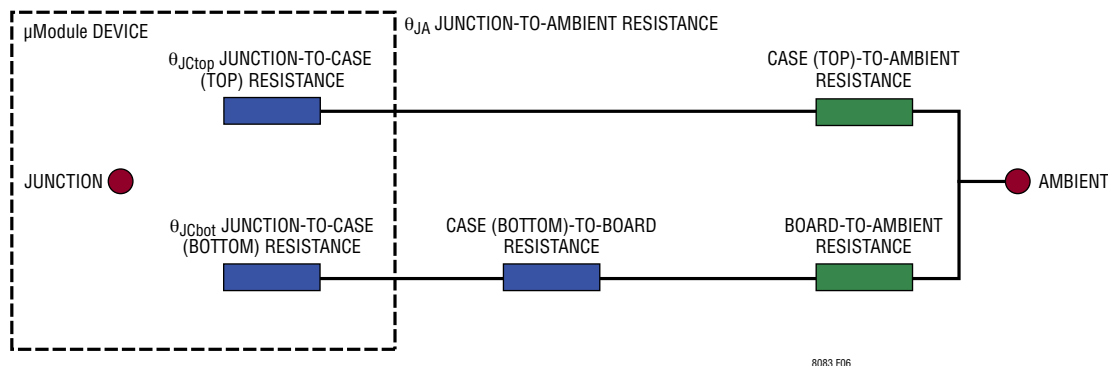 µModule DEVICE
θJA JUNCTION-TO-AMBIENT RESISTANCE
θJCtop JUNCTION-TO-CASE
(TOP) RESISTANCE
CASE (TOP)-TO-AMBIENT
RESISTANCE
JUNCTION
AMBIENT
θJCbot JUNCTION-TO-CASE
(BOTTOM) RESISTANCE
CASE (BOTTOM)-TO-BOARD
RESISTANCE
BOARD-TO-AMBIENT
RESISTANCE
8083 F06